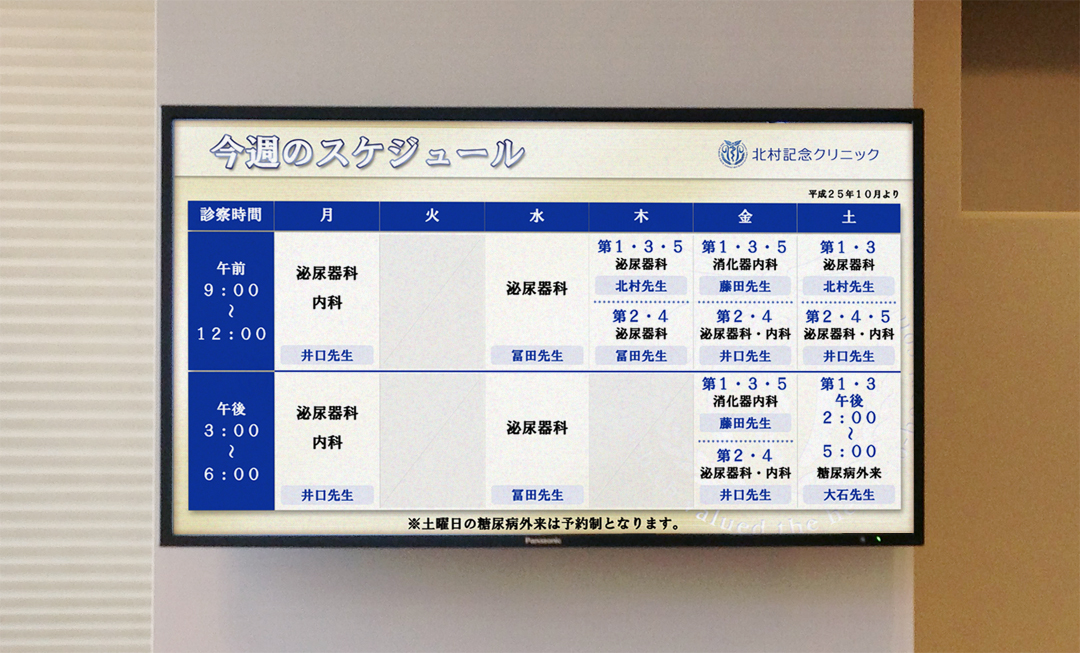 今週のスケジュール
北村記念クリニック
平成25年10月より
診察時間 月 火 水 木 金 土
午前
9:00
~
12:00
泌尿器科
内科
井口先生
泌尿器科
冨田先生
第1・3・5
泌尿器科
北村先生
第2・4
泌尿器科
冨田先生
第1・3・5
消化器内科
藤田先生
第2・4
泌尿器科・内科
井口先生
第1・3
泌尿器科
北村先生
第2・4・5
泌尿器科・内科
井口先生
午後
3:00
~
6:00
泌尿器科
内科
井口先生
泌尿器科
冨田先生
第1・3・5
消化器内科
藤田先生
第2・4
泌尿器科・内科
井口先生
第1・3
午後
2:00
~
5:00
糖尿病外来
大石先生
※土曜日の糖尿病外来は予約制となります。
alued the
Panasonic